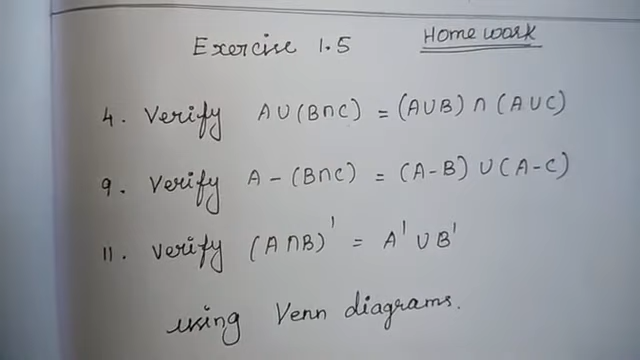 Exercise 1.5
Home work
4. Verify A∪(B∩C) = (A∪B)∩(A∪C)
9. Verify A-(B∩C) = (A-B)∪(A-C)
11. Verify (A∩B)' = A'∪B'
using Venn diagrams.